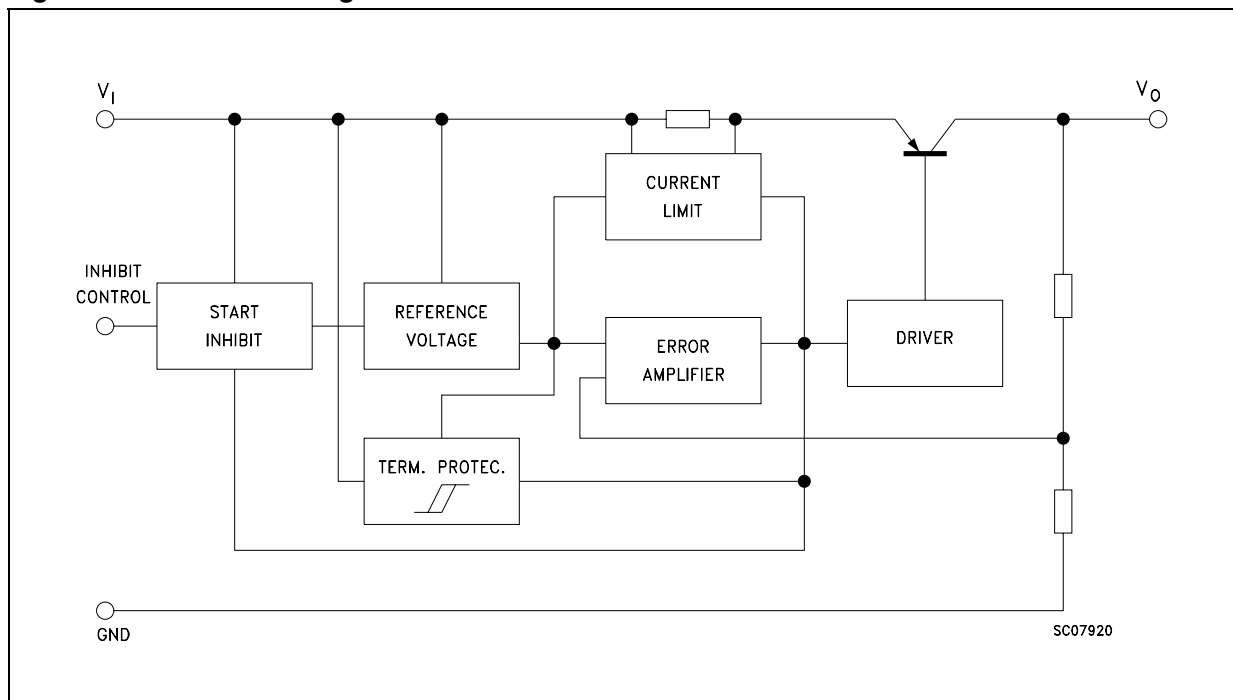 V_I
V_O
CURRENT
LIMIT
INHIBIT
CONTROL
START
INHIBIT
REFERENCE
VOLTAGE
ERROR
AMPLIFIER
DRIVER
TERM. PROTEC.
GND
SC07920